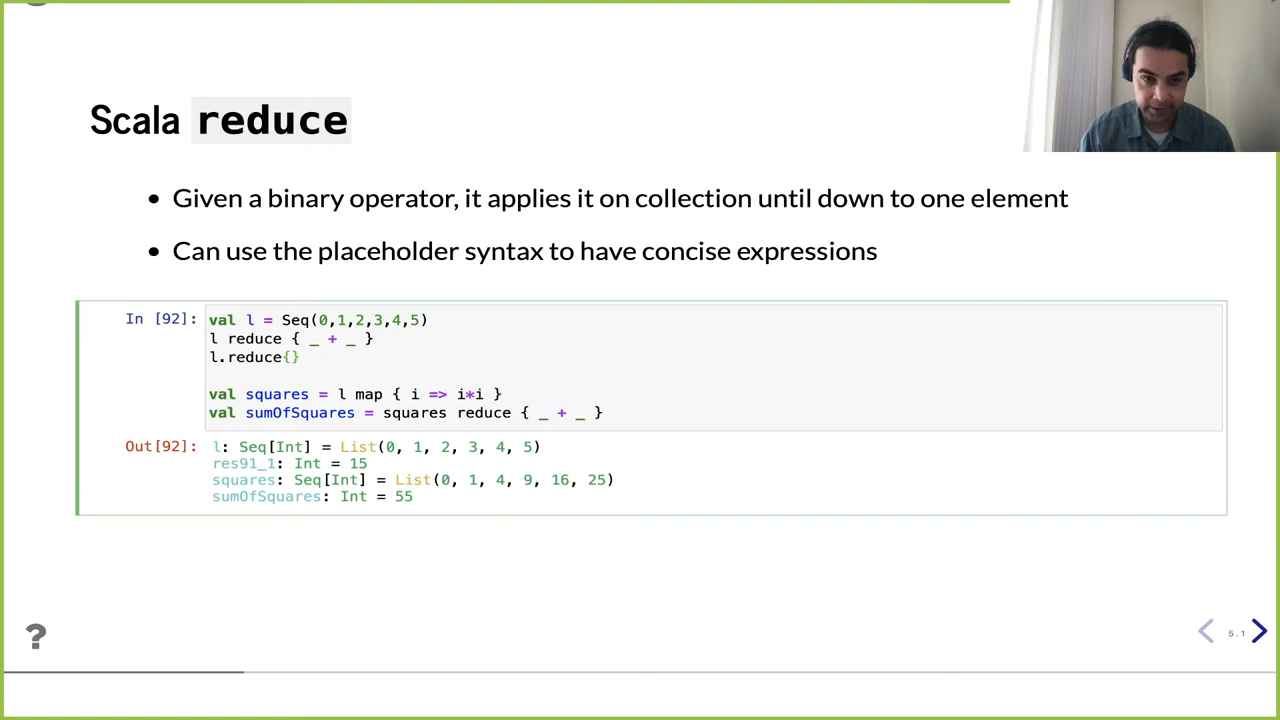 Scala reduce
• Given a binary operator, it applies it on collection until down to one element
• Can use the placeholder syntax to have concise expressions
In [92]: val l = Seq(0,1,2,3,4,5)
l reduce { _ + _ }
l.reduce{}
val squares = l map { i => i*i }
val sumOfSquares = squares reduce { _ + _ }
Out[92]: l: Seq[Int] = List(0, 1, 2, 3, 4, 5)
res91_1: Int = 15
squares: Seq[Int] = List(0, 1, 4, 9, 16, 25)
sumOfSquares: Int = 55
?
5.1